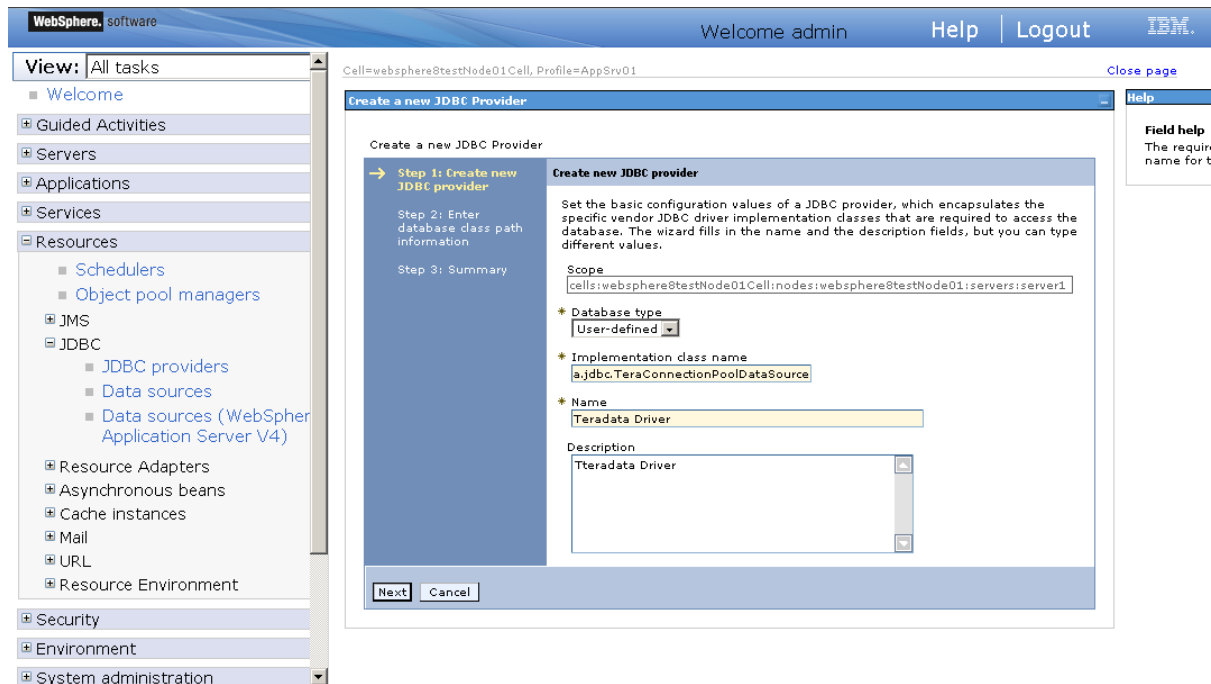 WebSphere. software
Welcome admin
Help
Logout
IBM.
View: All tasks
Welcome
Guided Activities
Servers
Applications
Services
Resources
Schedulers
Object pool managers
JMS
JDBC
JDBC providers
Data sources
Data sources (WebSpher
Application Server V4)
Resource Adapters
Asynchronous beans
Cache instances
Mail
URL
Resource Environment
Security
Environment
System administration
Cell=websphere8testNode01Cell, Profile=AppSrv01
Close page
Create a new JDBC Provider
Create a new JDBC Provider
Step 1: Create new
JDBC provider
Step 2: Enter
database class path
information
Step 3: Summary
Create new JDBC provider
Set the basic configuration values of a JDBC provider, which encapsulates the
specific vendor JDBC driver implementation classes that are required to access the
database. The wizard fills in the name and the description fields, but you can type
different values.
Scope
cells:websphere8testNode01Cell:nodes:websphere8testNode01:servers:server1
* Database type
User-defined
* Implementation class name
a.jdbc.TeraConnectionPoolDataSource
* Name
Teradata Driver
Description
Tteradata Driver
Next
Cancel
Help
Field help
The require
name for t